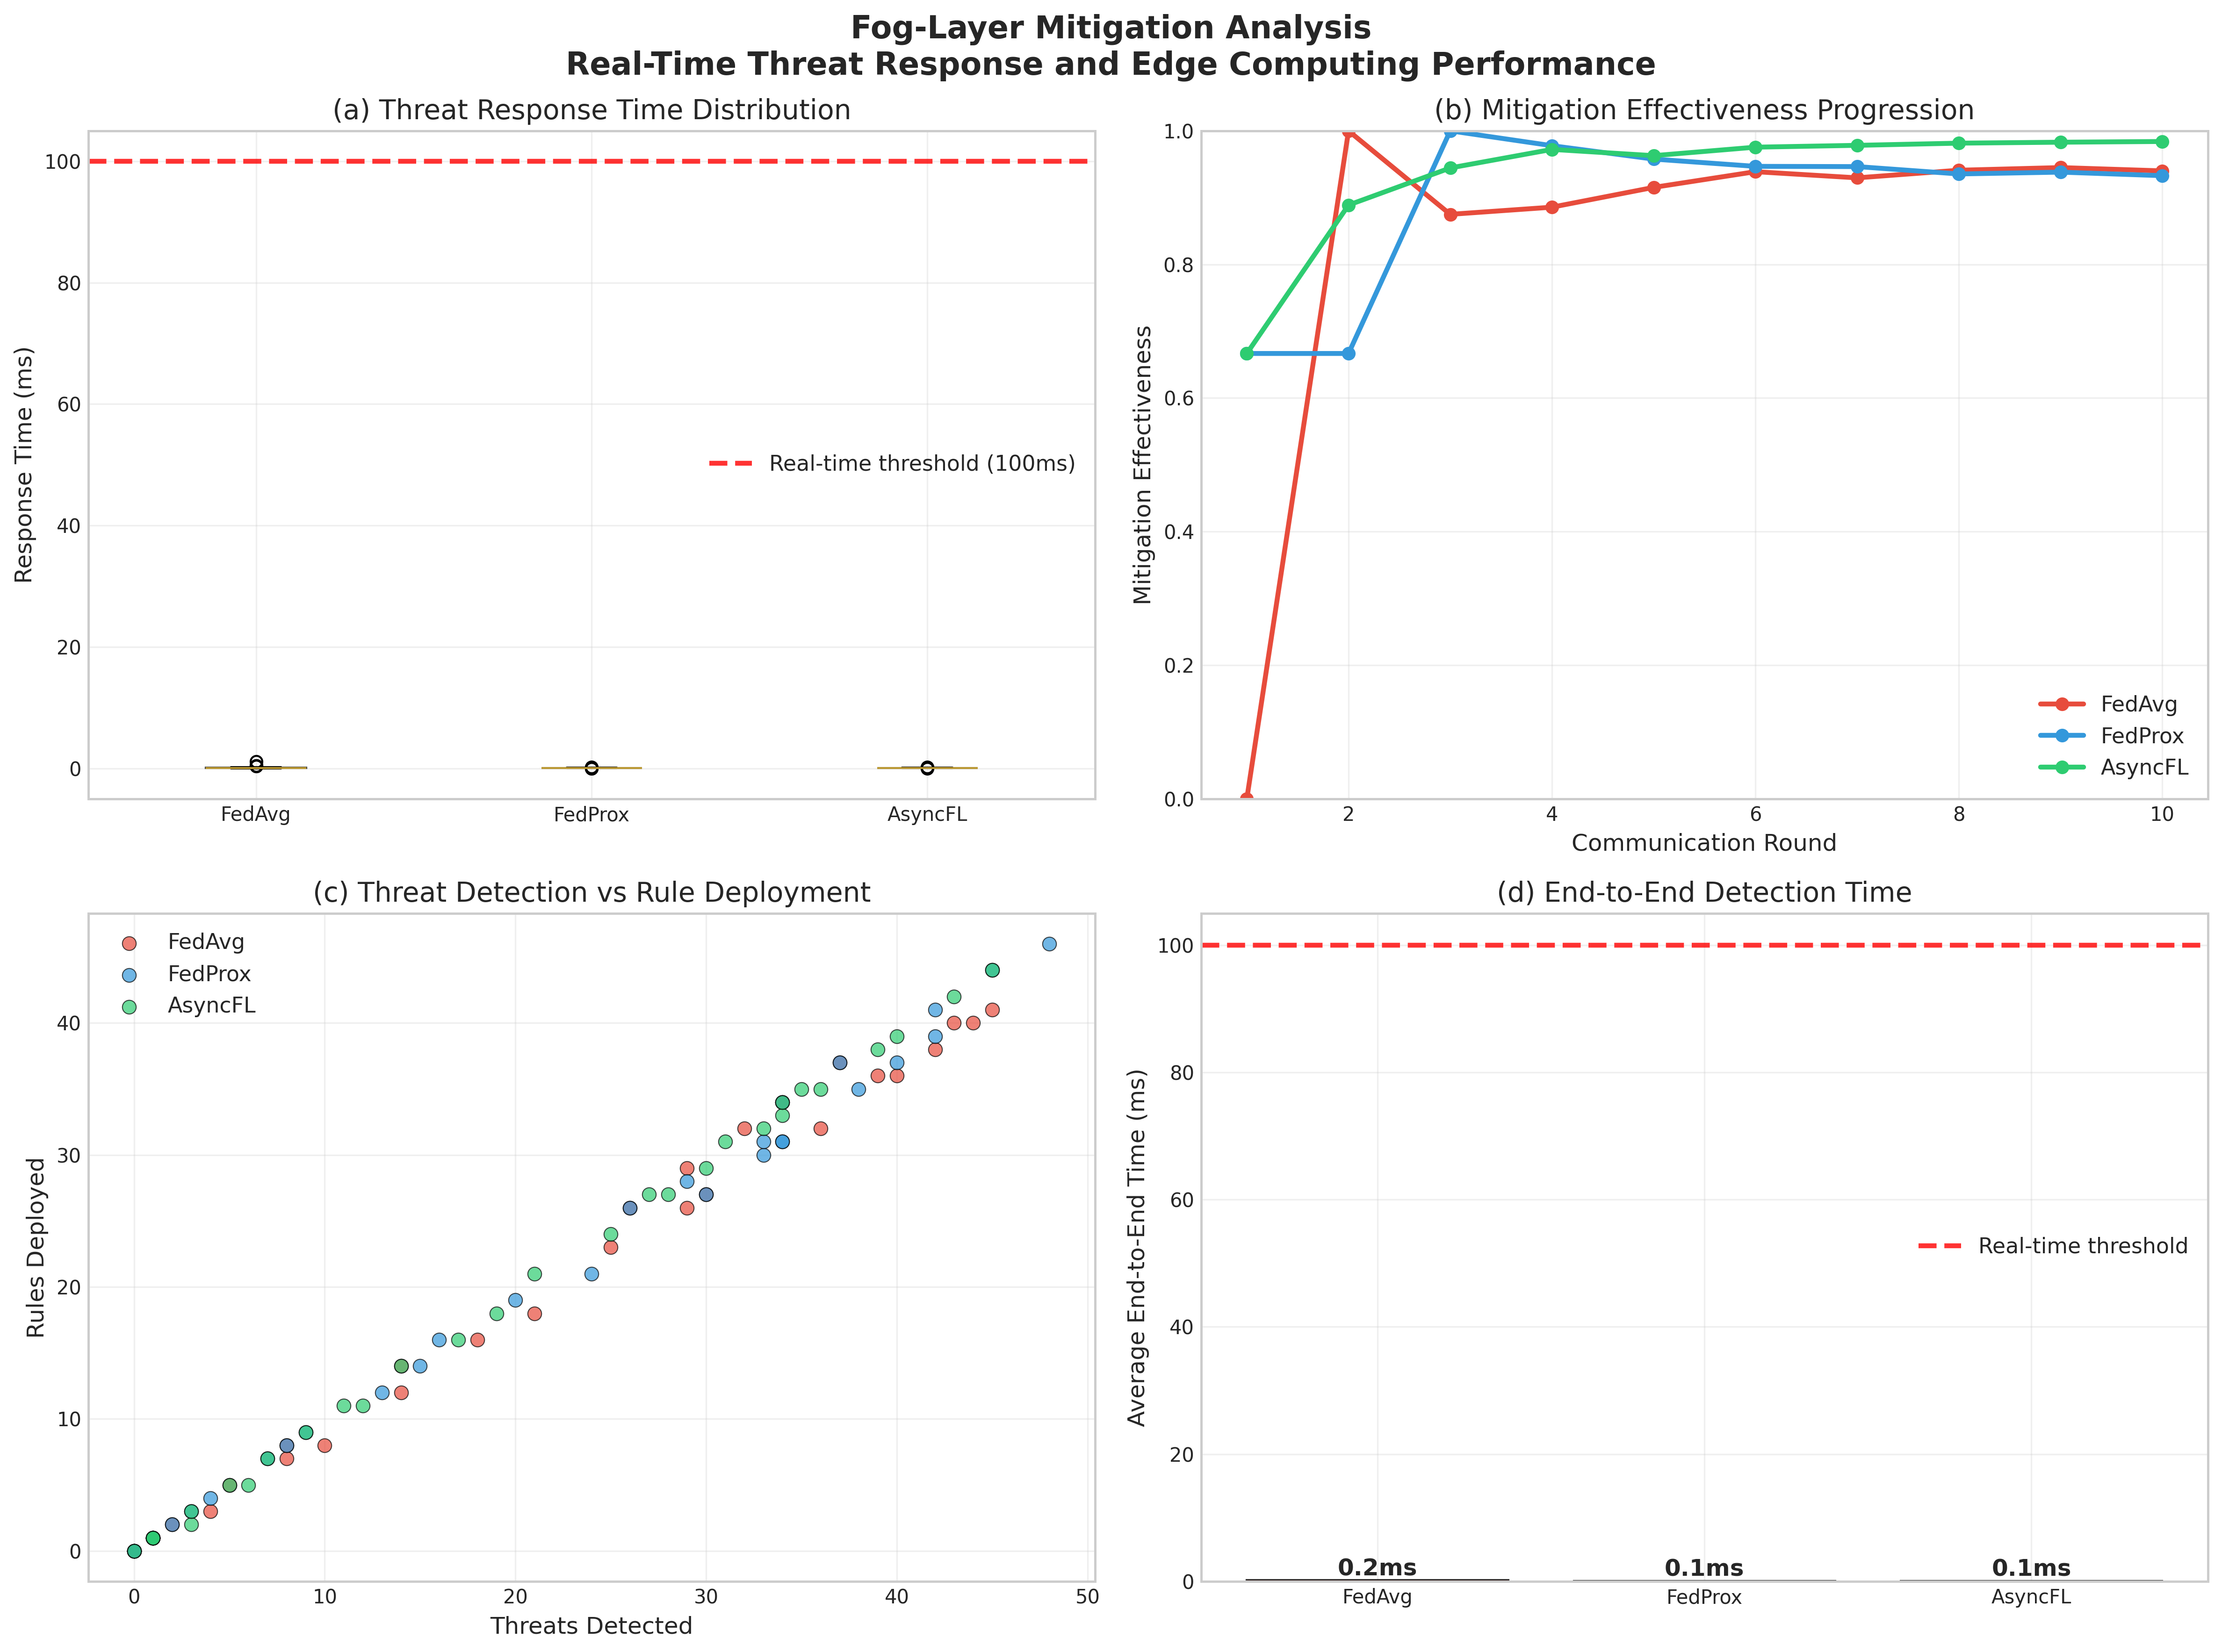 Fog-Layer Mitigation Analysis
Real-Time Threat Response and Edge Computing Performance
(a) Threat Response Time Distribution
Response Time (ms)
100
80
60
40
20
0
Real-time threshold (100ms)
FedAvg
FedProx
AsyncFL
(b) Mitigation Effectiveness Progression
Mitigation Effectiveness
1.0
0.8
0.6
0.4
0.2
0.0
FedAvg
FedProx
AsyncFL
2
4
6
8
10
Communication Round
(c) Threat Detection vs Rule Deployment
FedAvg
FedProx
AsyncFL
Rules Deployed
40
30
20
10
0
0
10
20
30
40
50
Threats Detected
(d) End-to-End Detection Time
Average End-to-End Time (ms)
100
80
60
40
20
0
Real-time threshold
0.2ms
0.1ms
0.1ms
FedAvg
FedProx
AsyncFL